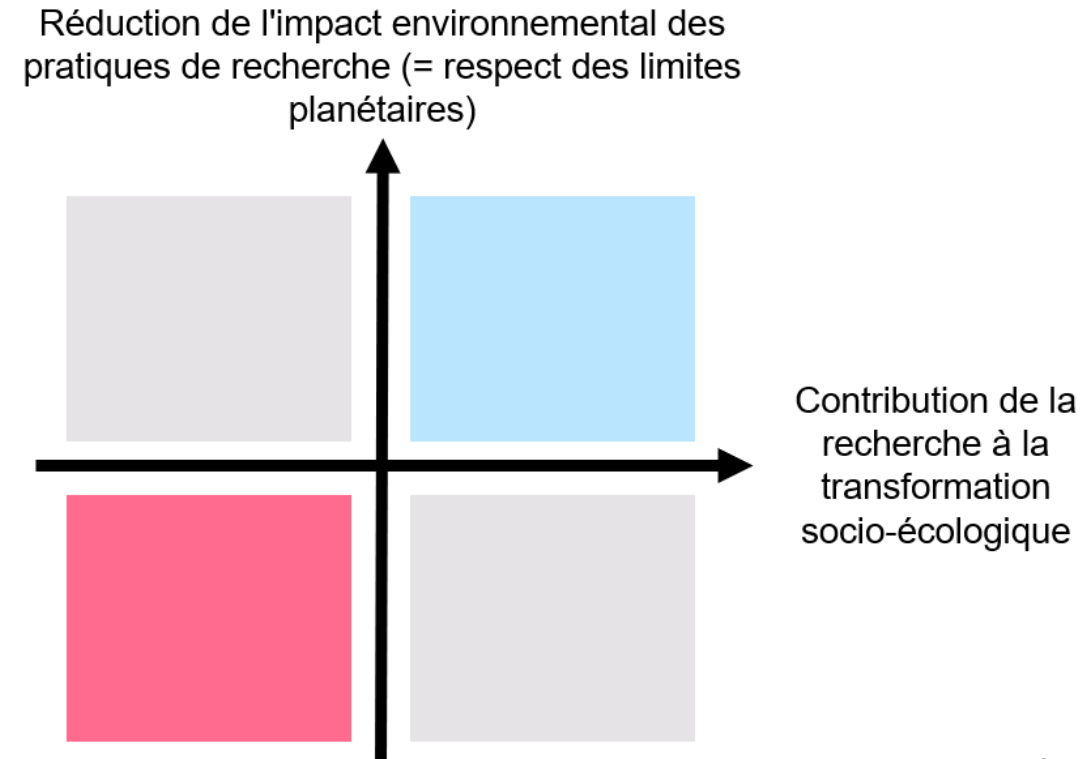 Réduction de l'impact environnemental des
pratiques de recherche (= respect des limites
planétaires)
Contribution de la
recherche à la
transformation
socio-écologique